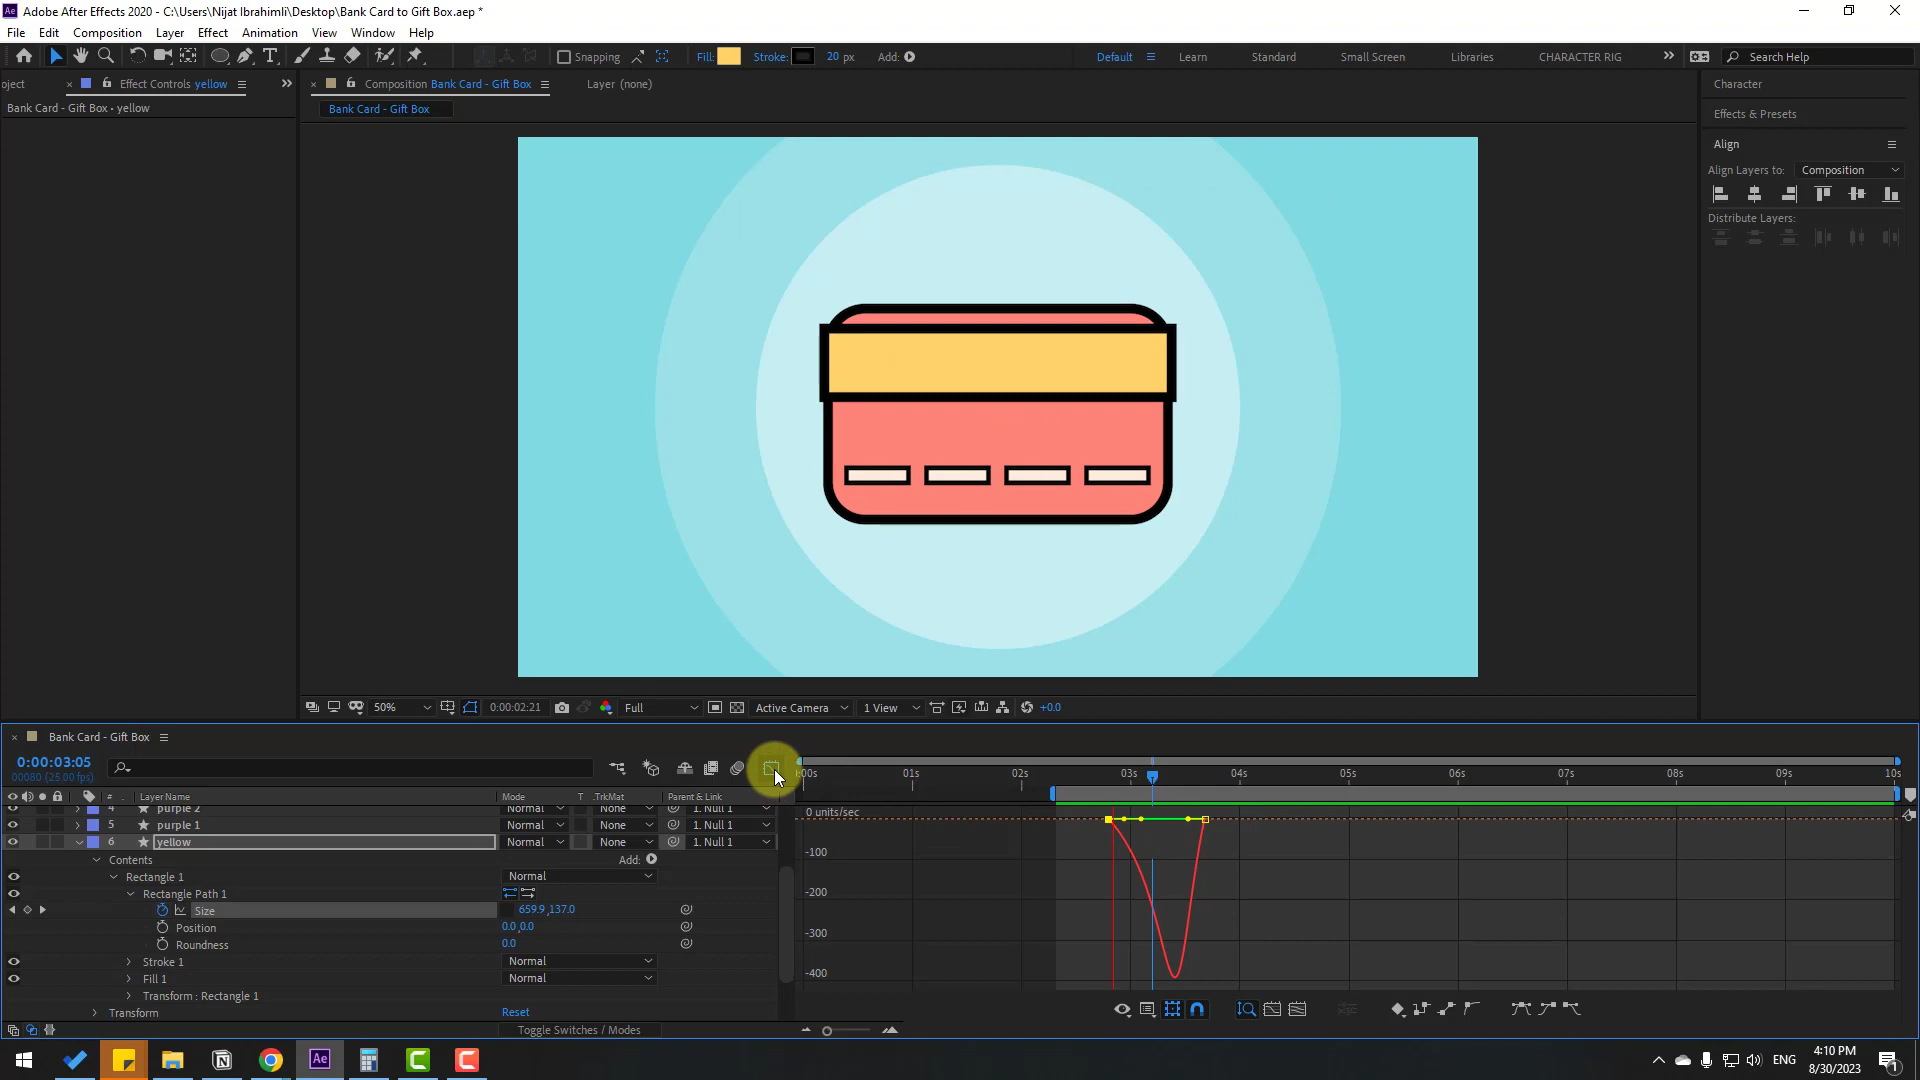 Adobe After Effects 2020 - C:\Users\Nijat Ibrahimli\Desktop\Bank Card to Gift Box.aep *
File Edit Composition Layer Effect Animation View Window Help
Snapping Fill: Stroke: 20 px Add: Default Learn Standard Small Screen Libraries CHARACTER RIG Search Help
oject Effect Controls yellow Composition Bank Card - Gift Box Layer (none) Character
Bank Card - Gift Box • yellow Bank Card - Gift Box
Effects & Presets
Align
Align Layers to: Composition
Distribute Layers:
50% 0:00:02:21 Full Active Camera 1 View +0.0
Bank Card - Gift Box
0:00:03:05
00080 (25.00 fps)
:00s 01s 02s 03s 04s 05s 06s 07s 08s 09s 10s
# Layer Name Mode T .TrkMat Parent & Link
4 purple 2 Normal None 1. Null 1
5 purple 1 Normal None 1. Null 1
6 yellow Normal None 1. Null 1
Contents Add:
Rectangle 1 Normal
Rectangle Path 1
Size 659.9,137.0
Position 0.0,0.0
Roundness 0.0
Stroke 1 Normal
Fill 1 Normal
Transform : Rectangle 1
Transform Reset
Toggle Switches / Modes
0 units/sec
-100
-200
-300
-400
Ae
ENG
4:10 PM
8/30/2023
1